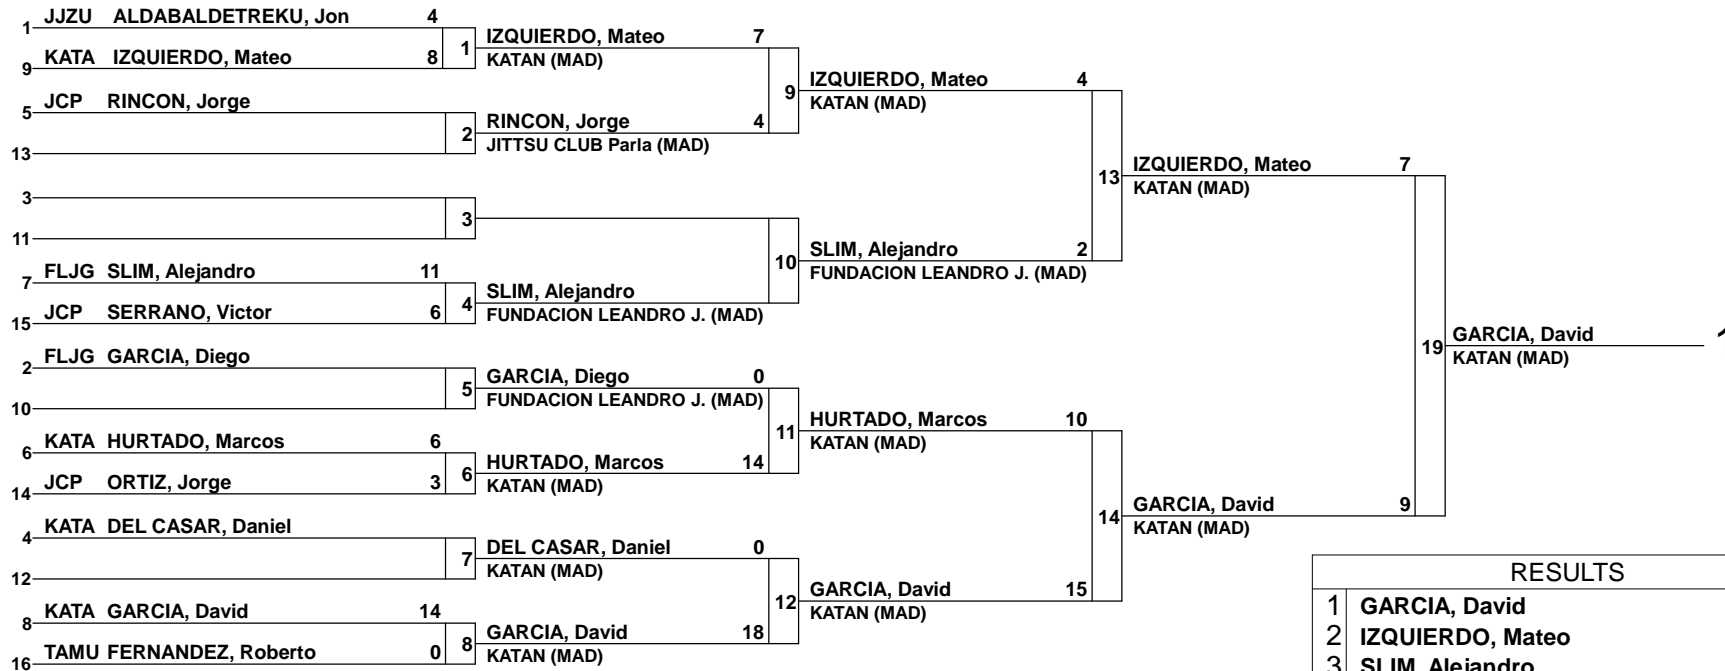 1 JJZU ALDABALDETREKU, Jon 4
9 KATA IZQUIERDO, Mateo 8
1 IZQUIERDO, Mateo 7
KATAN (MAD)
5 JCP RINCON, Jorge
13
2 RINCON, Jorge 4
JITTSU CLUB Parla (MAD)
9 IZQUIERDO, Mateo 4
KATAN (MAD)
3
11
3
7 FLJG SLIM, Alejandro 11
15 JCP SERRANO, Victor 6
4 SLIM, Alejandro
FUNDACION LEANDRO J. (MAD)
10 SLIM, Alejandro 2
FUNDACION LEANDRO J. (MAD)
13 IZQUIERDO, Mateo 7
KATAN (MAD)
2 FLJG GARCIA, Diego
10
5 GARCIA, Diego 0
FUNDACION LEANDRO J. (MAD)
6 KATA HURTADO, Marcos 6
14 JCP ORTIZ, Jorge 3
6 HURTADO, Marcos 14
KATAN (MAD)
11 HURTADO, Marcos 10
KATAN (MAD)
4 KATA DEL CASAR, Daniel
12
7 DEL CASAR, Daniel 0
KATAN (MAD)
8 KATA GARCIA, David 14
16 TAMU FERNANDEZ, Roberto 0
8 GARCIA, David 18
KATAN (MAD)
12 GARCIA, David 15
KATAN (MAD)
14 GARCIA, David 9
KATAN (MAD)
19 GARCIA, David
KATAN (MAD)
RESULTS
1 GARCIA, David
2 IZQUIERDO, Mateo
3 SLIM, Alejandro